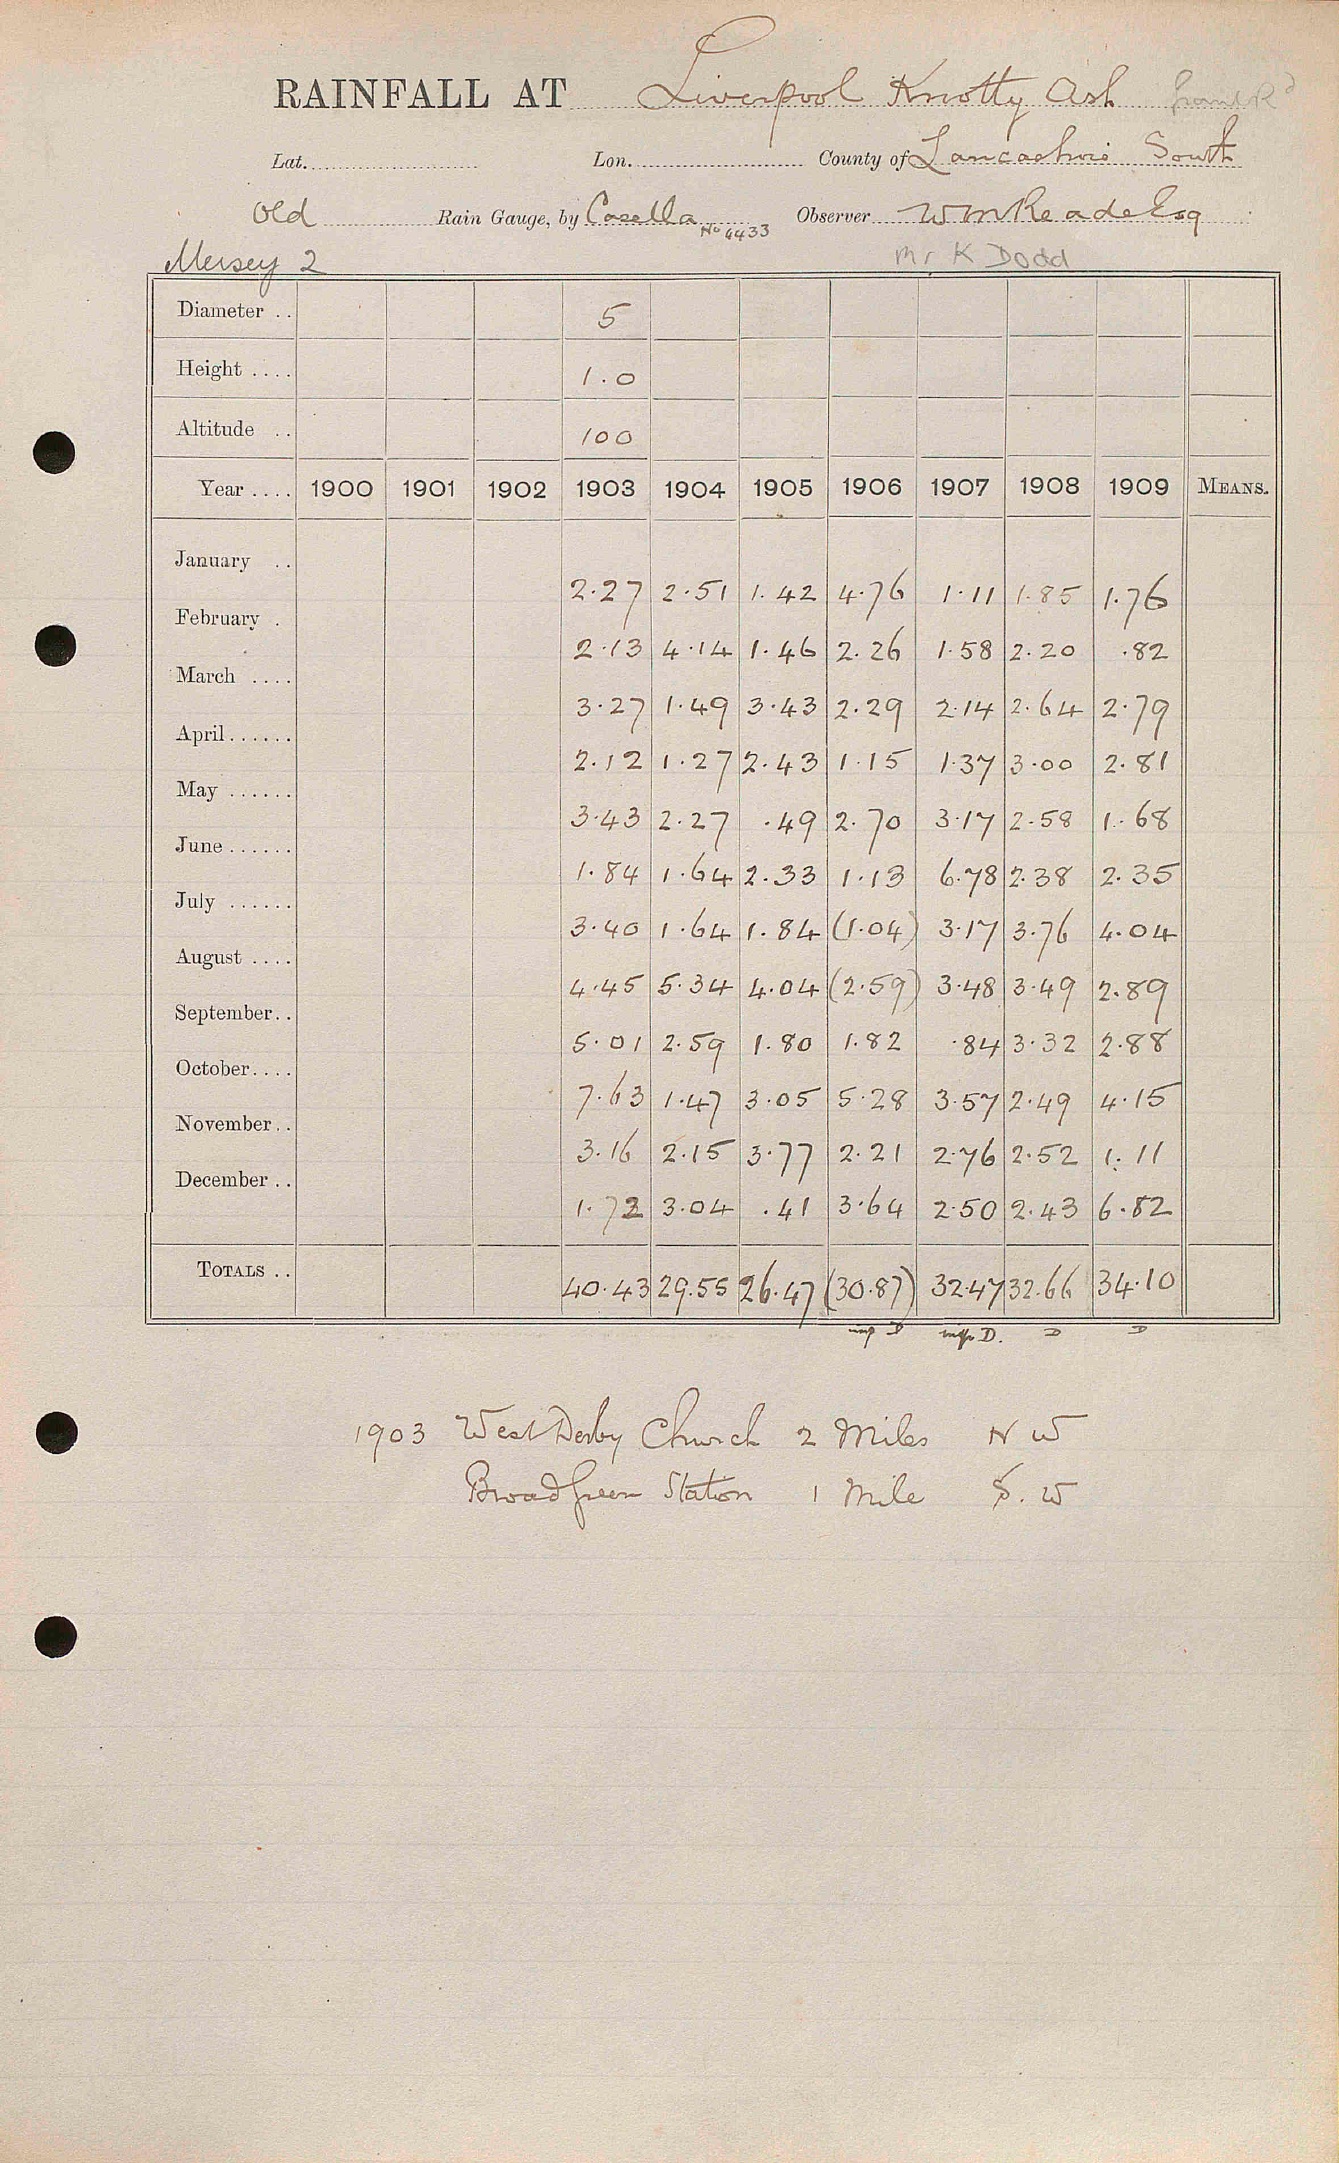 RAINFALL AT Liverpool Knotty Ash
Lat. Lon. County of Lancashire South
Old Rain Gauge, by Casella No 4433 Observer W M Reade Esq
Mersey 2 Mr K Dodd
Diameter .. 5
Height .... 1.0
Altitude .. 100
Year .... 1900 1901 1902 1903 1904 1905 1906 1907 1908 1909 MEANS.
January .. 2.27 2.51 1.42 4.76 1.11 1.85 1.76
February . 2.13 4.14 1.46 2.26 1.58 2.20 .82
March .... 3.27 1.49 3.43 2.29 2.14 2.64 2.79
April...... 2.12 1.27 2.43 1.15 1.37 3.00 2.81
May ...... 3.43 2.27 .49 2.70 3.17 2.58 1.68
June...... 1.84 1.64 2.33 1.13 6.78 2.38 2.35
July ...... 3.40 1.64 1.84 (1.04) 3.17 3.76 4.04
August .... 4.45 5.34 4.04 (2.59) 3.48 3.49 2.89
September.. 5.01 2.59 1.80 1.82 .84 3.32 2.88
October.... 7.63 1.47 3.05 5.28 3.57 2.49 4.15
November.. 3.16 2.15 3.77 2.21 2.76 2.52 1.11
December .. 1.72 3.04 .41 3.64 2.50 2.43 6.82
TOTALS .. 40.43 29.55 26.47 (30.87) 32.47 32.66 34.10
D D. D D
1903 West Derby Church 2 Miles N W
Broad Green Station 1 Mile S. W